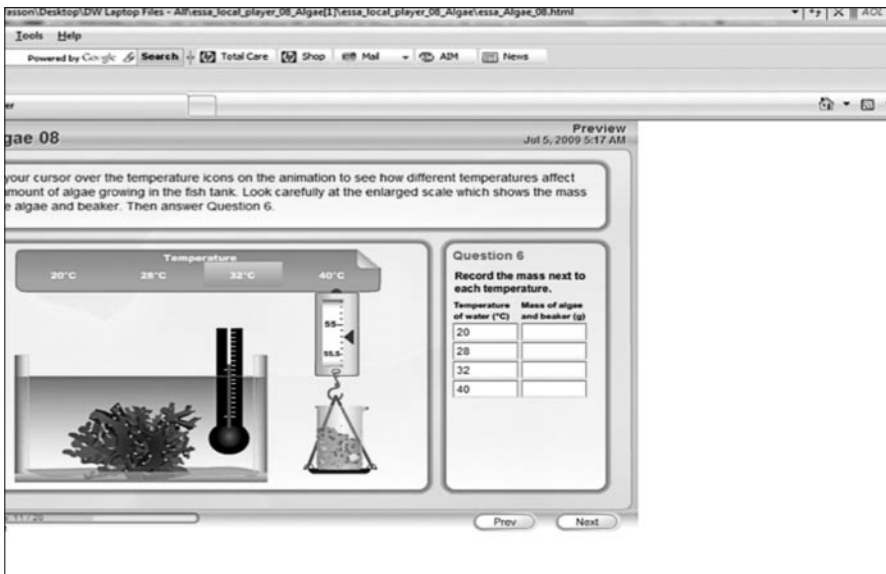 asson\Desktop\DW Laptop Files - All\essa_local_player_08_Algae[1]\essa_local_player_08_Algae\essa_Algae_08.html
AOL
Tools Help
Powered by Google Search Total Care Shop Mail AIM News
er
gae 08
Preview
Jul 5, 2009 5:17 AM
your cursor over the temperature icons on the animation to see how different temperatures affect
amount of algae growing in the fish tank. Look carefully at the enlarged scale which shows the mass
e algae and beaker. Then answer Question 6.
Temperature
20°C 28°C 32°C 40°C
55
55.5
Question 6
Record the mass next to
each temperature.
Temperature Mass of algae
of water (°C) and beaker (g)
20
28
32
40
11 / 20
Prev Next